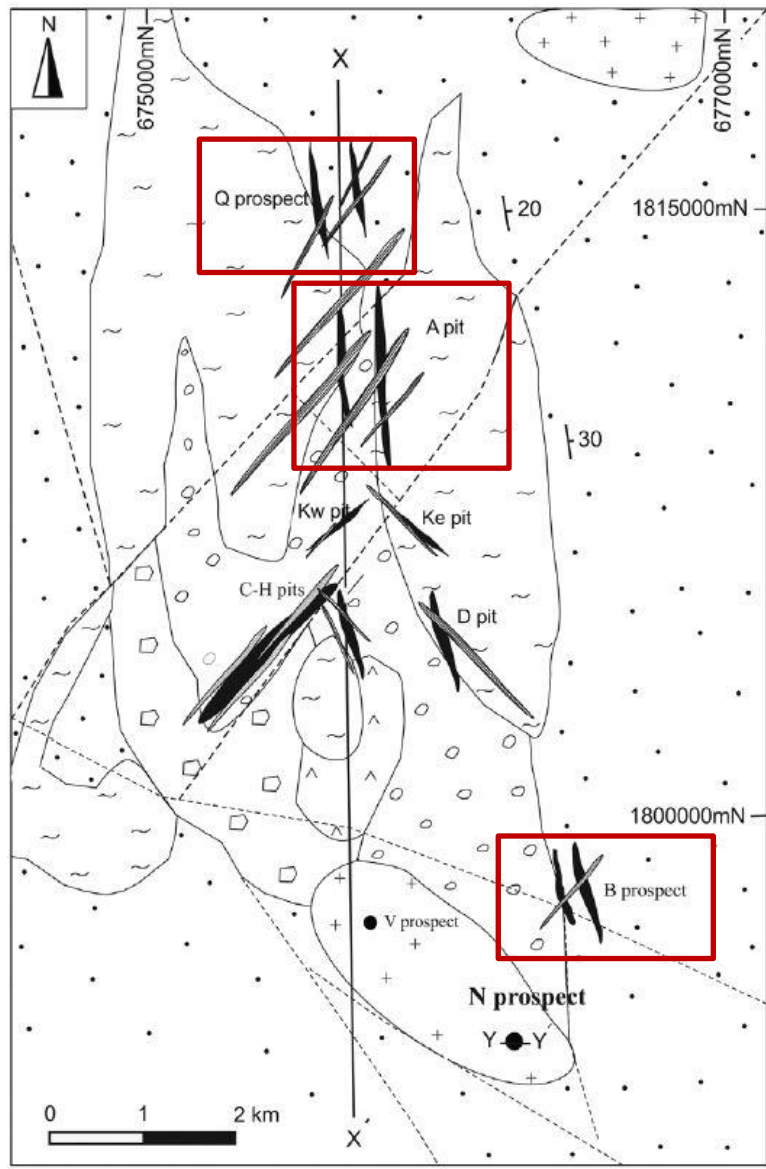 N
675000mN
677000mN
X
Q prospect
20
1815000mN
A pit
30
Kw pit
Ke pit
C-H pits
D pit
1800000mN
B prospect
V prospect
N prospect
Y
Y
0
1
2 km
X'